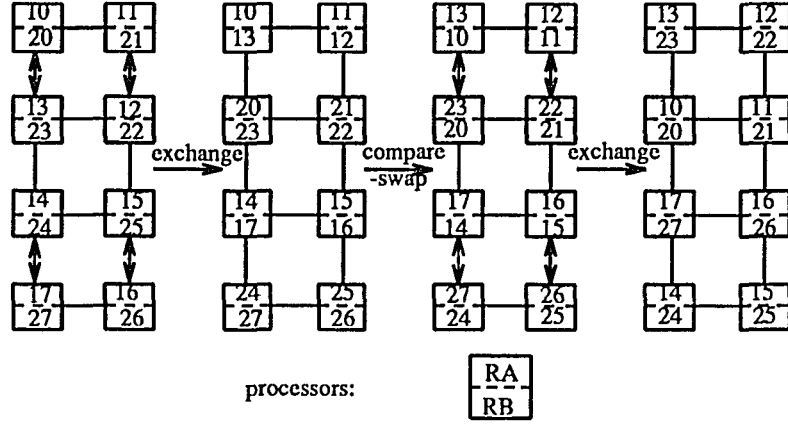 10 11 10 11 13 12 13 12
20 21 13 12 10 11 23 22
13 12 20 21 23 22 10 11
23 22 23 22 20 21 20 21
exchange compare exchange
-swap
14 15 14 15 17 16 17 16
24 25 17 16 14 15 27 26
17 16 24 25 27 26 14 15
27 26 27 26 24 25 24 25
processors: RA
RB